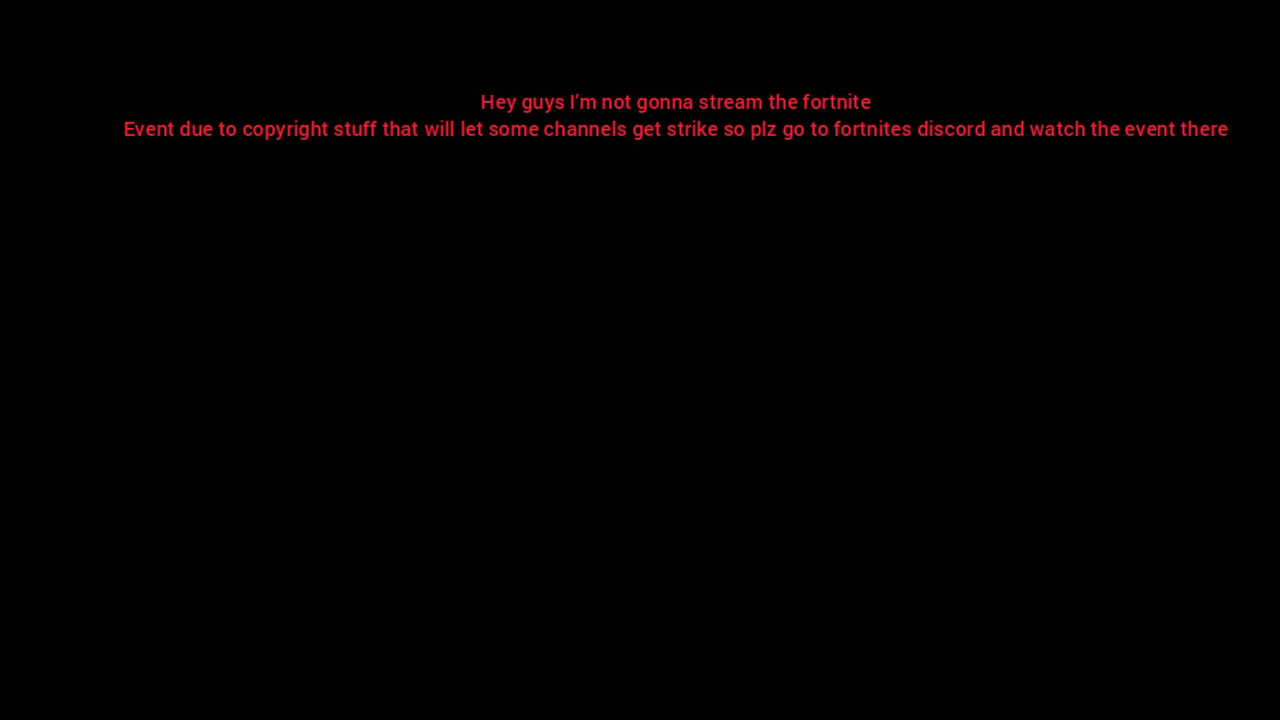 Hey guys I'm not gonna stream the fortnite
Event due to copyright stuff that will let some channels get strike so plz go to fortnites discord and watch the event there